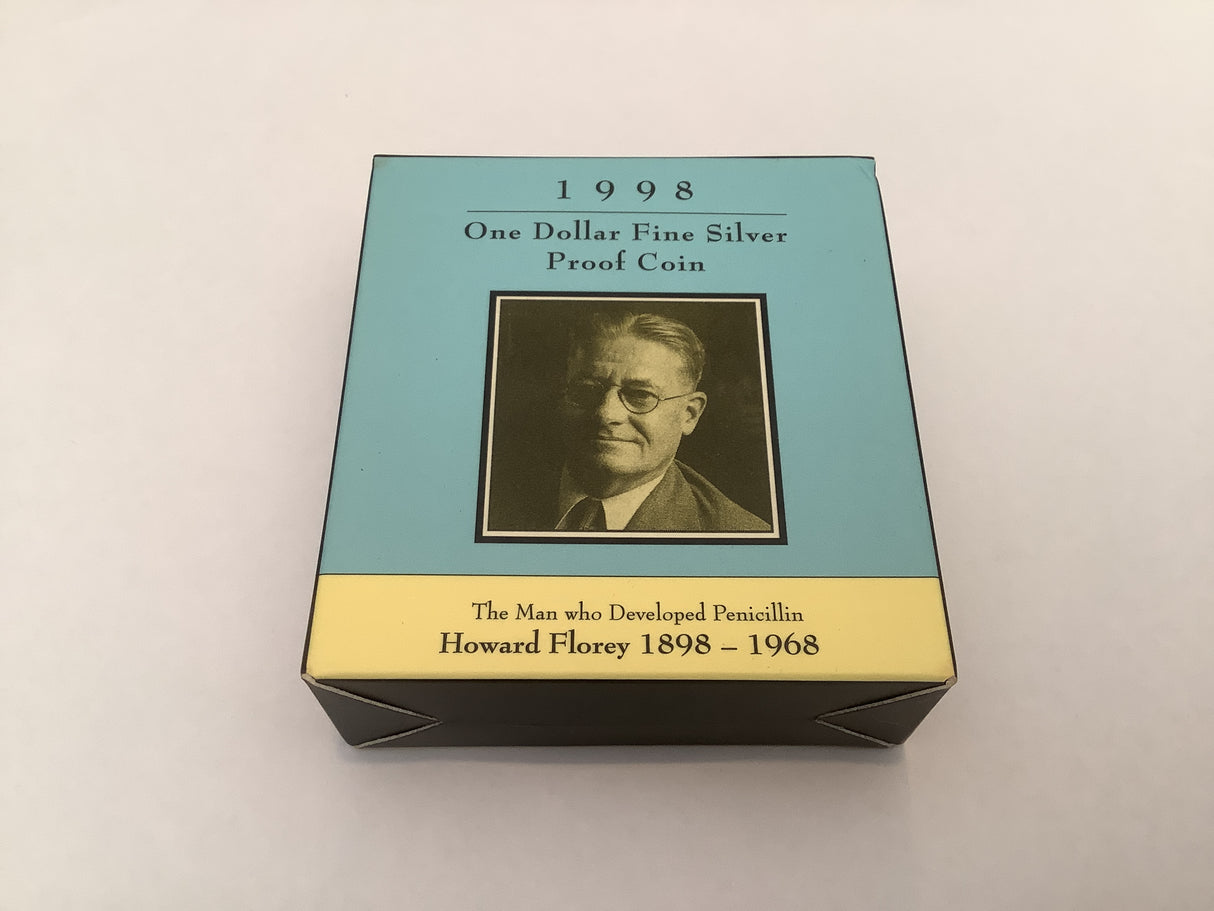 1998
One Dollar Fine Silver
Proof Coin
The Man who Developed Penicillin
Howard Florey 1898 – 1968